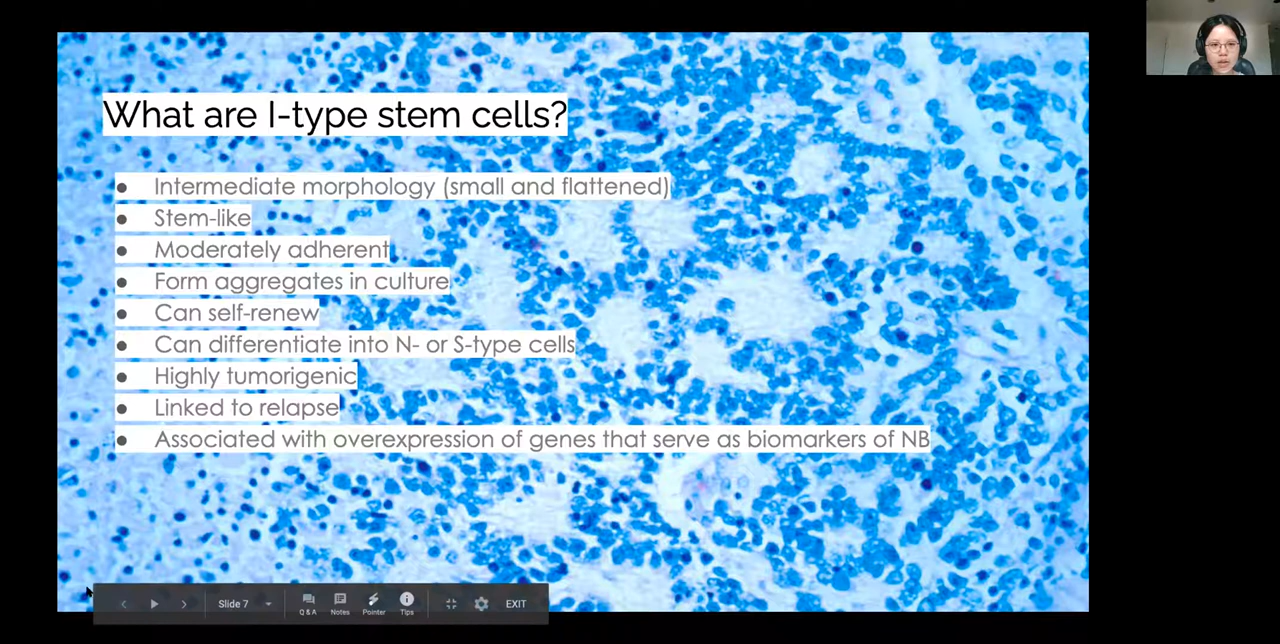 What are I-type stem cells?
● Intermediate morphology (small and flattened)
● Stem-like
● Moderately adherent
● Form aggregates in culture
● Can self-renew
● Can differentiate into N- or S-type cells
● Highly tumorigenic
● Linked to relapse
● Associated with overexpression of genes that serve as biomarkers of NB
Slide 7
Q & A
Notes
Pointer
Tips
EXIT